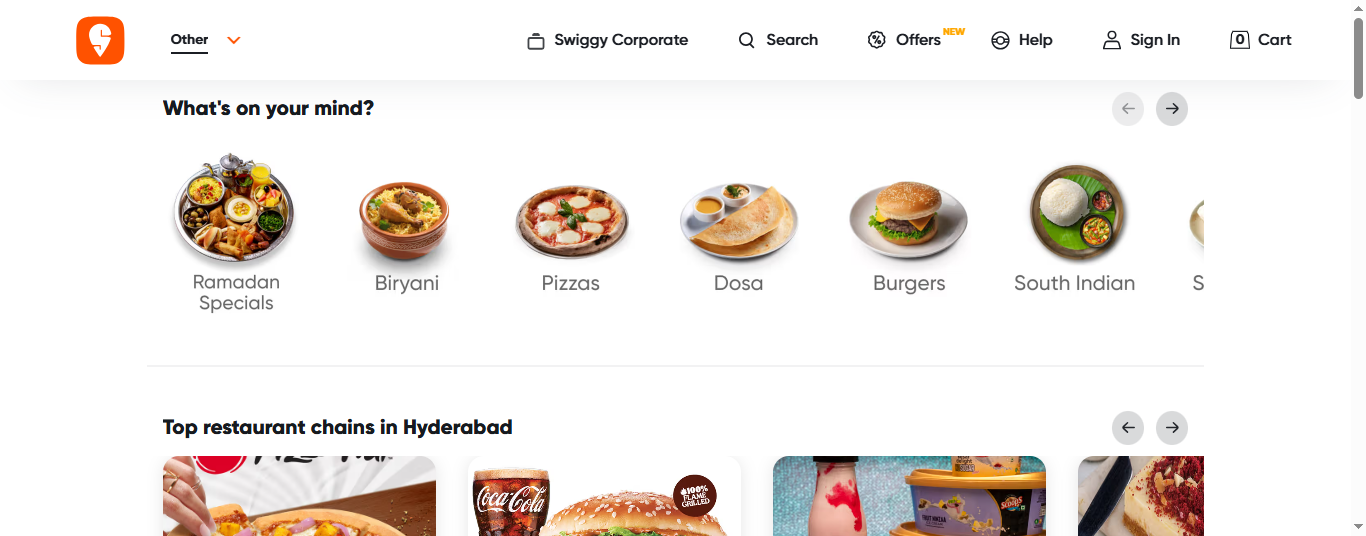 Other
Swiggy Corporate
Search
Offers
NEW
Help
Sign In
0
Cart
What's on your mind?
Ramadan
Specials
Biryani
Pizzas
Dosa
Burgers
South Indian
S
Top restaurant chains in Hyderabad
Coca-Cola
100%
FLAME
GRILLED
Scoops